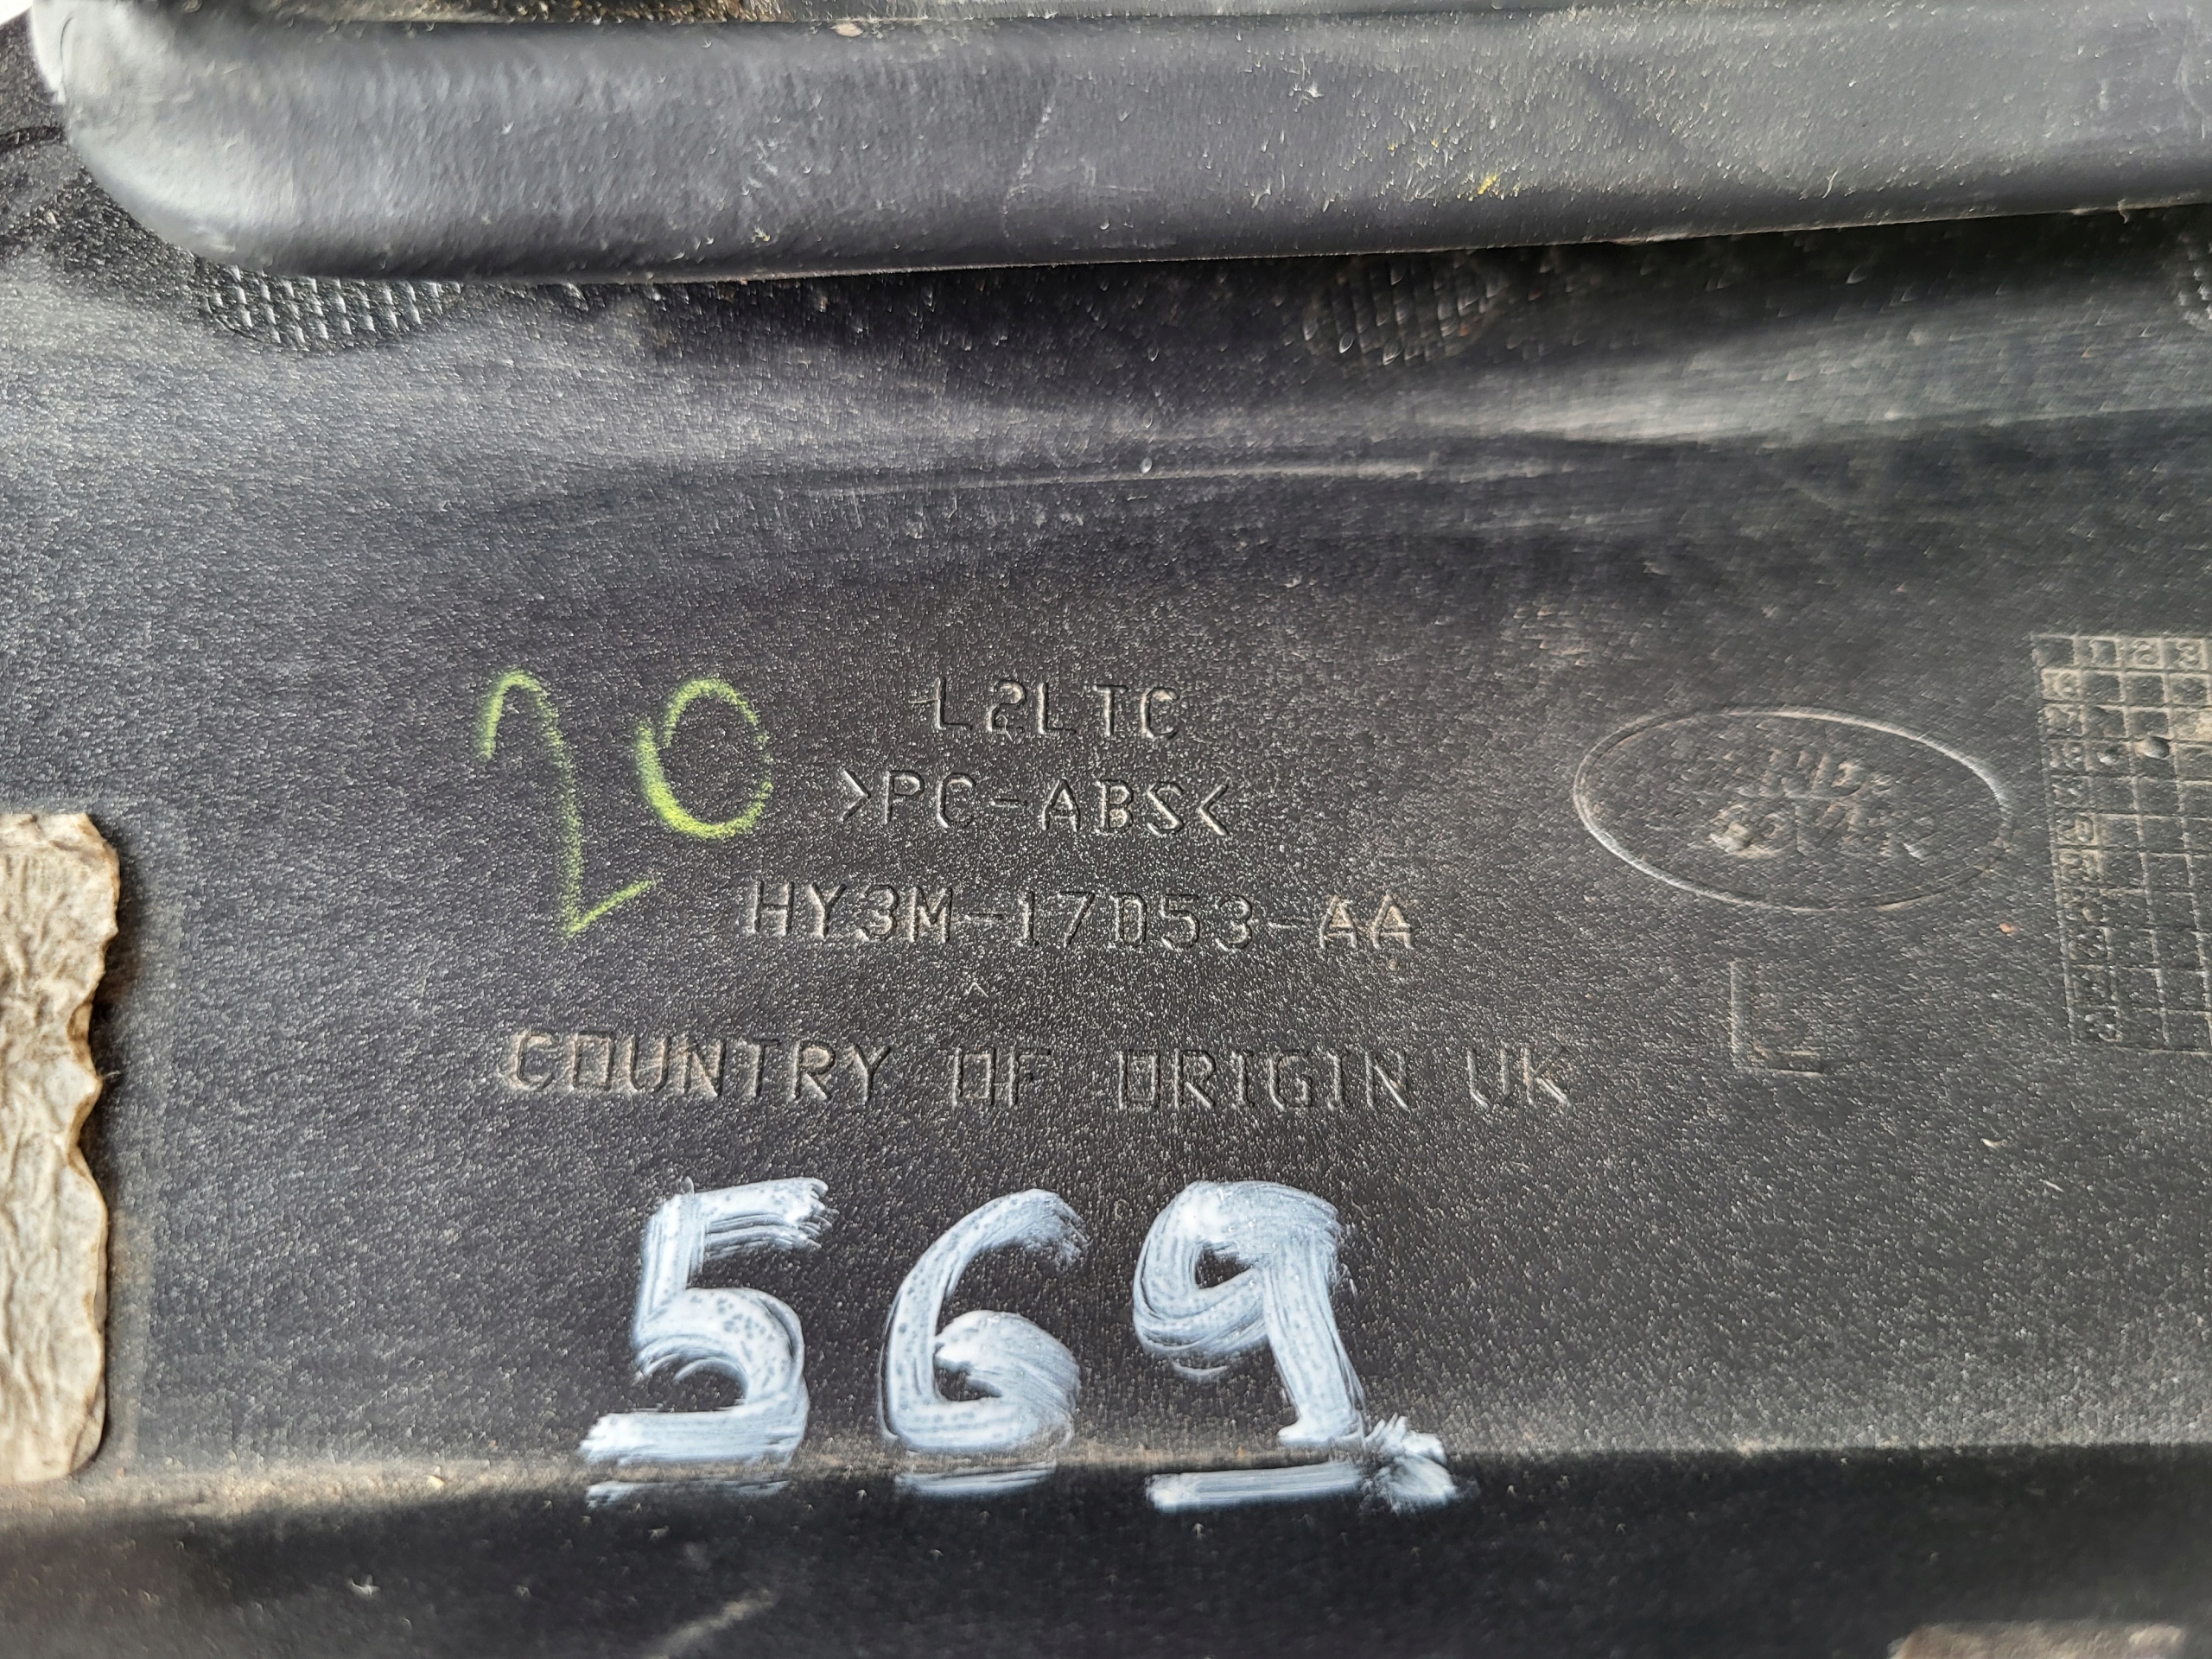 L2LTC
20
>PC-ABS<
HY3M-17D53-AA
L
COUNTRY OF ORIGIN UK
569